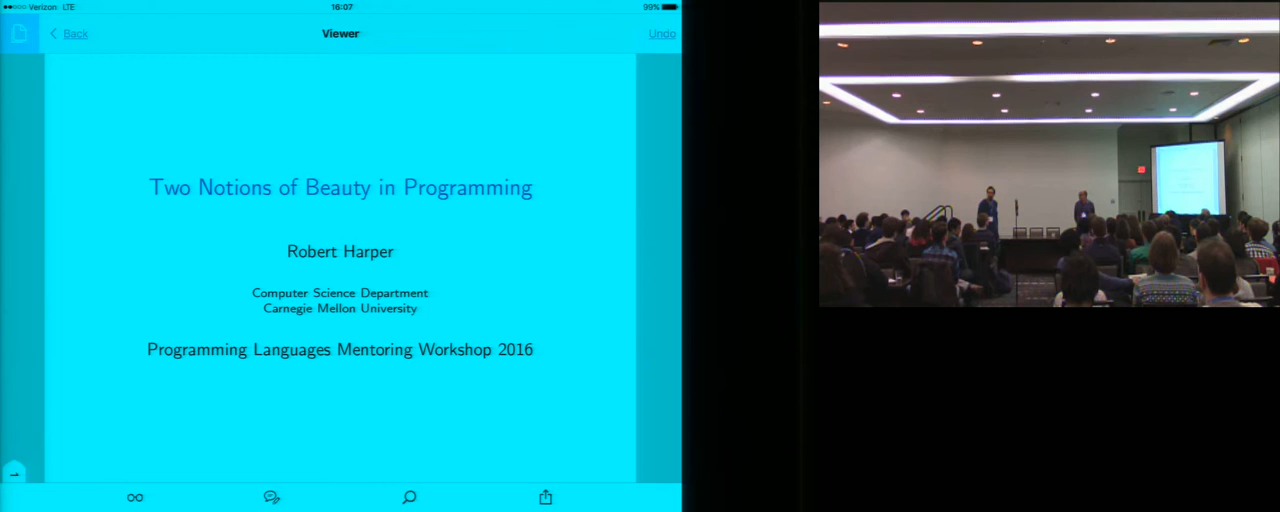 Verizon LTE 16:07 99%
Back Viewer Undo
Two Notions of Beauty in Programming
Robert Harper
Computer Science Department
Carnegie Mellon University
Programming Languages Mentoring Workshop 2016
1